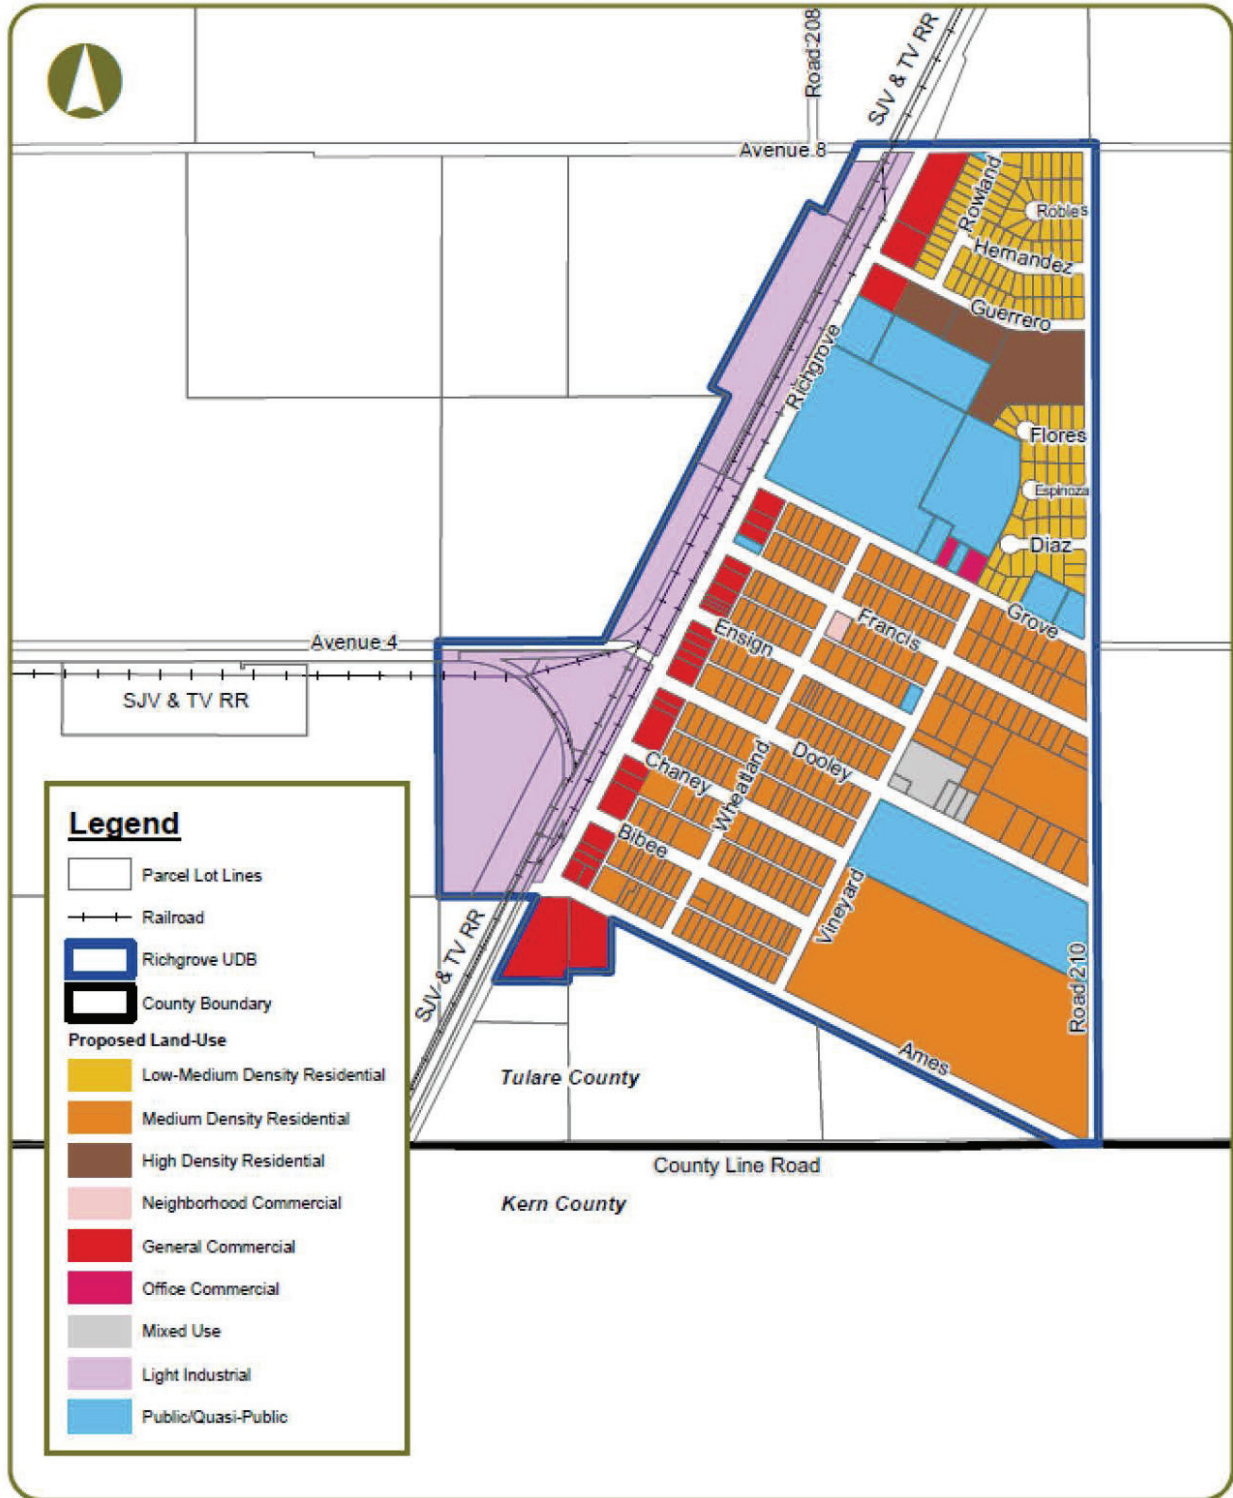 Road 208
SJV & TV RR
Avenue 8
Rowland
Robles
Hernandez
Guerrero
Richgrove
Flores
Espinoza
Diaz
Grove
Francis
Ensign
Avenue 4
SJV & TV RR
Dooley
Wheatland
Chaney
Bibee
Vineyard
SJV & TV RR
Road 210
Ames
Tulare County
County Line Road
Kern County
Legend
Parcel Lot Lines
Railroad
Richgrove UDB
County Boundary
Proposed Land-Use
Low-Medium Density Residential
Medium Density Residential
High Density Residential
Neighborhood Commercial
General Commercial
Office Commercial
Mixed Use
Light Industrial
Public/Quasi-Public